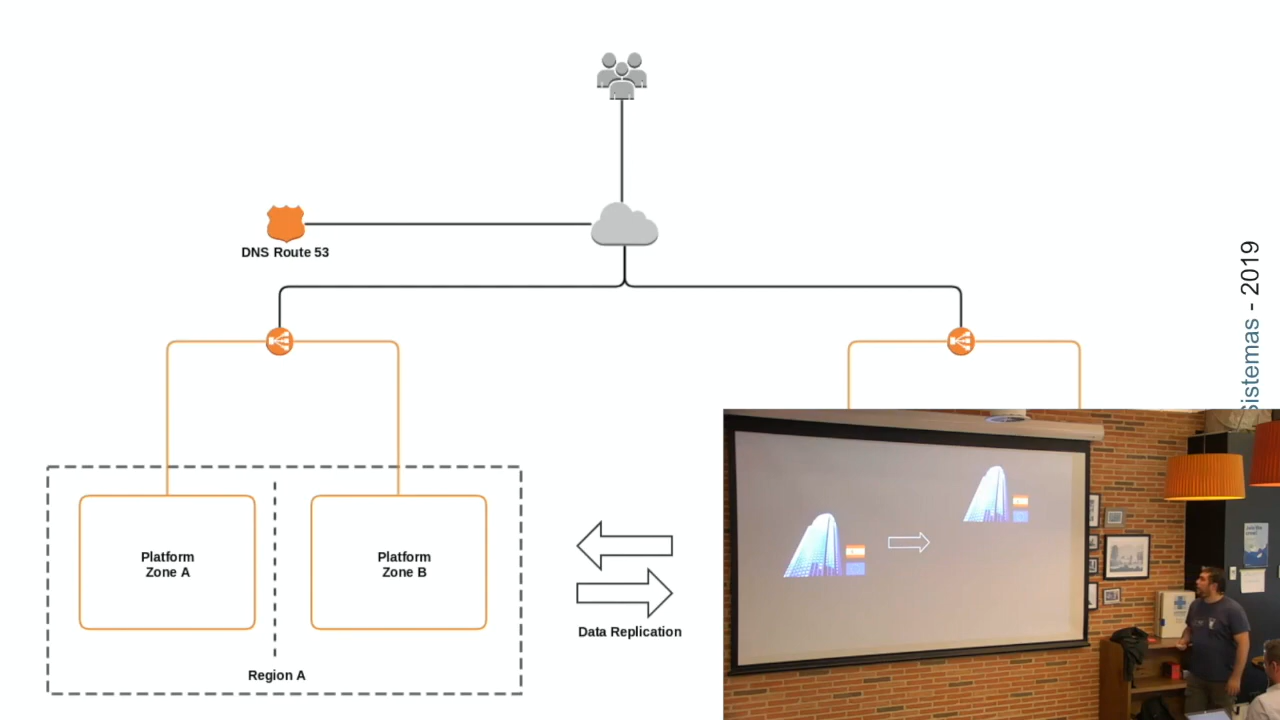 DNS Route 53
Sistemas - 2019
Platform
Zone A
Platform
Zone B
Data Replication
Region A